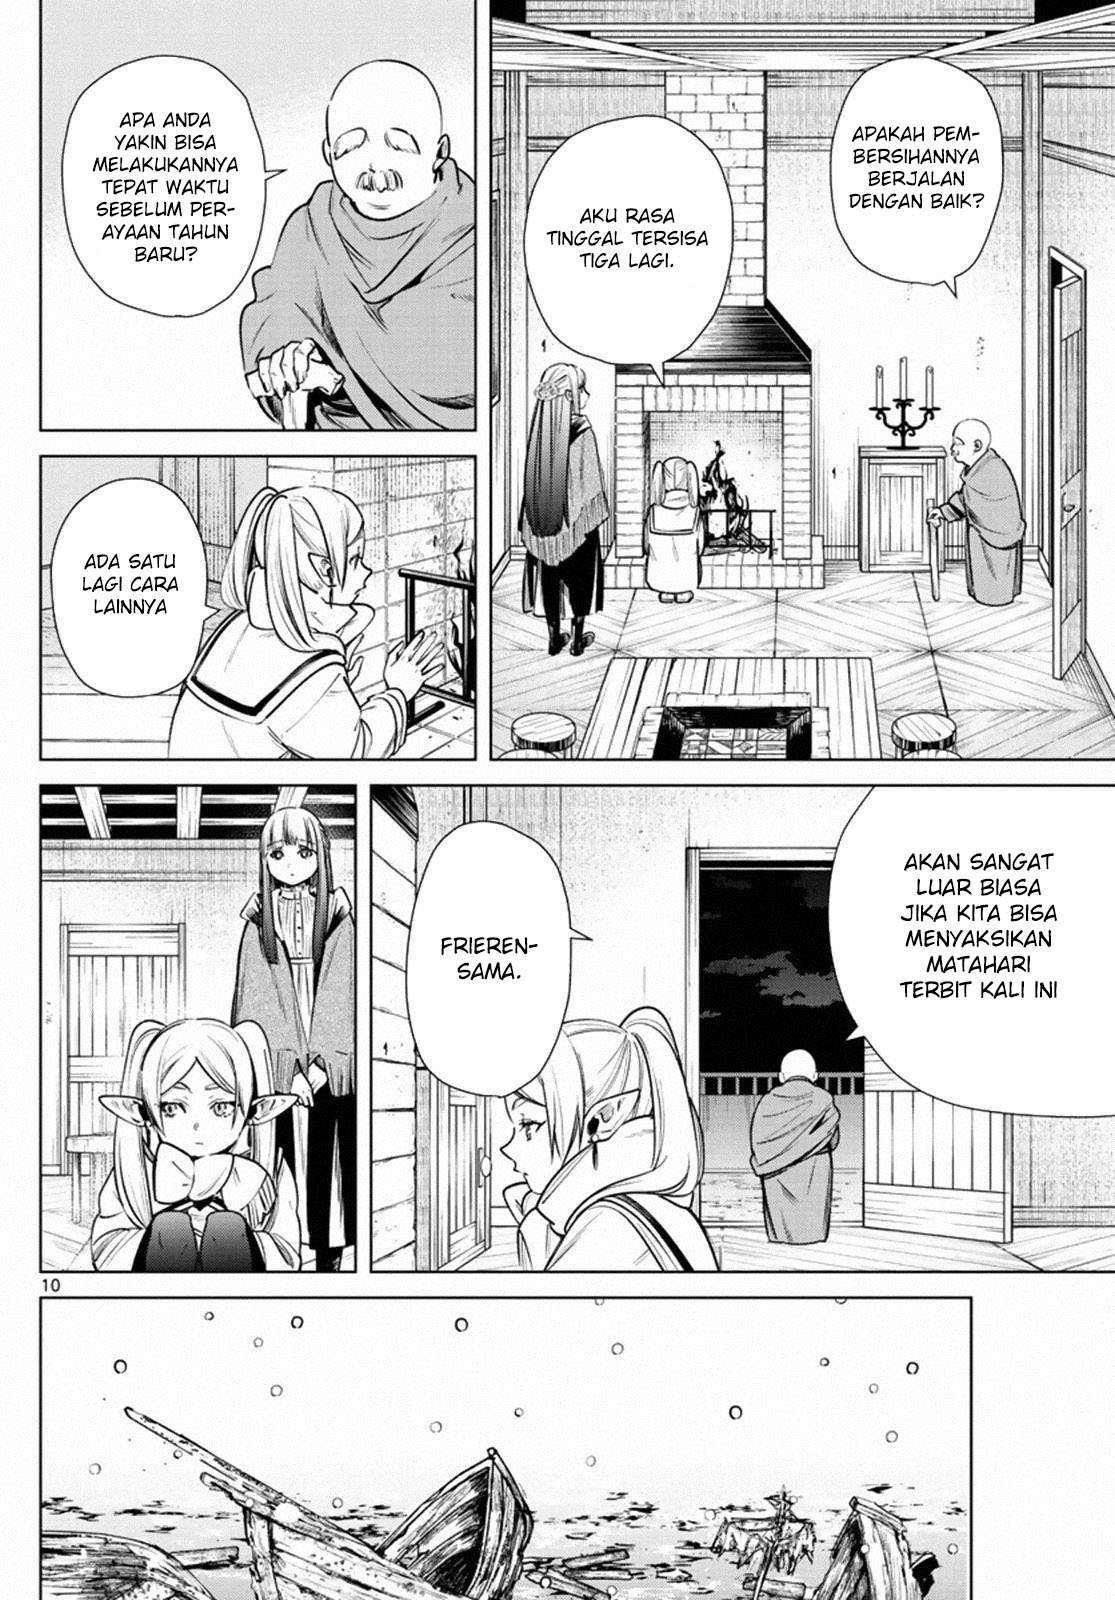 APAKAH PEM-
BERSIHANNYA
BERJALAN
DENGAN BAIK?
AKU RASA
TINGGAL TERSISA
TIGA LAGI.
APA ANDA
YAKIN BISA
MELAKUKANNYA
TEPAT WAKTU
SEBELUM PER-
AYAAN TAHUN
BARU?
ADA SATU
LAGI CARA
LAINNYA
AKAN SANGAT
LUAR BIASA
JIKA KITA BISA
MENYAKSIKAN
MATAHARI
TERBIT KALI INI
FRIEREN-
SAMA.
10